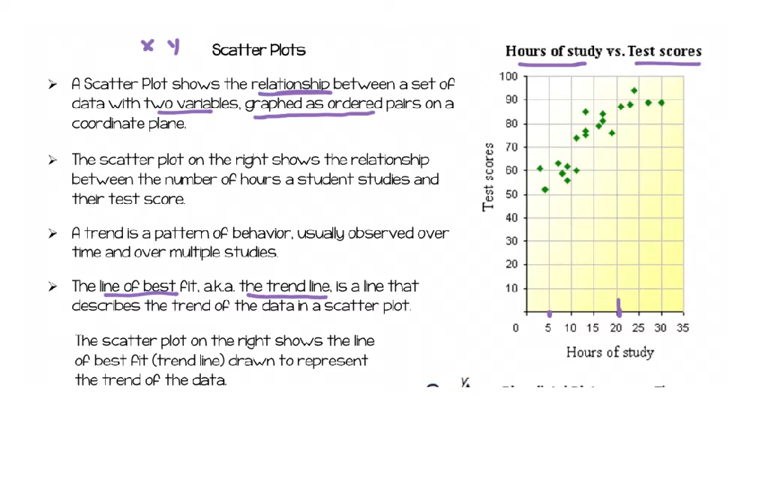 x y Scatter Plots
➤ A Scatter Plot shows the relationship between a set of
data with two variables, graphed as ordered pairs on a
coordinate plane.
➤ The scatter plot on the right shows the relationship
between the number of hours a student studies and
their test score.
➤ A trend is a pattern of behavior, usually observed over
time and over multiple studies.
➤ The line of best fit, a.k.a. the trend line, is a line that
describes the trend of the data in a scatter plot.
The scatter plot on the right shows the line
of best fit (trend line) drawn to represent
the trend of the data.
Hours of study vs. Test scores
100
90
80
70
60
50
40
30
20
10
Test scores
0 5 10 15 20 25 30 35
Hours of study